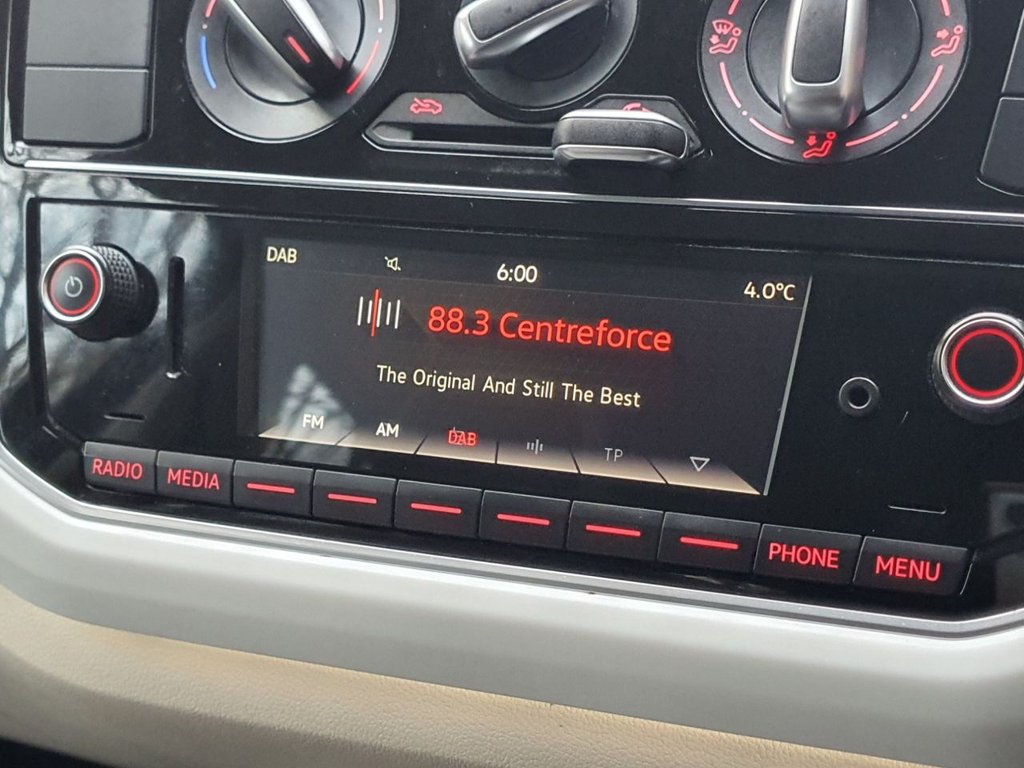 DAB
6:00
4.0°C
88.3 Centreforce
The Original And Still The Best
FM
AM
DAB
TP
RADIO
MEDIA
PHONE
MENU